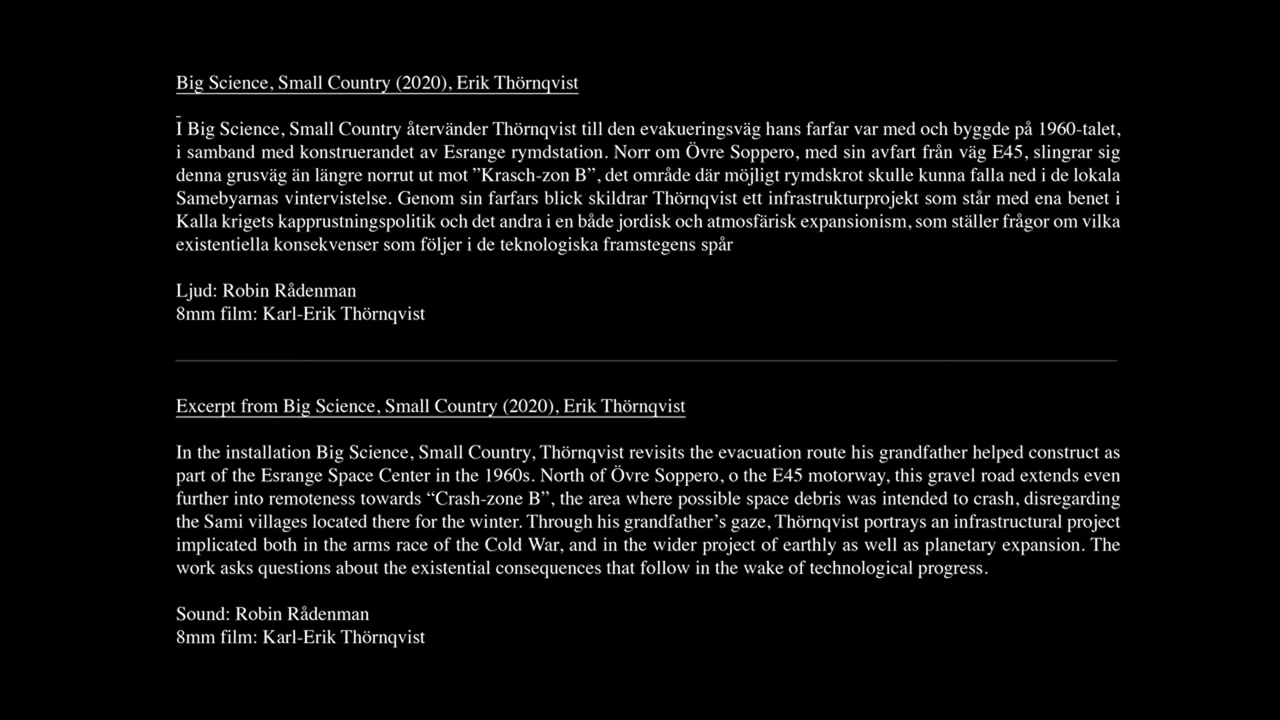 Big Science, Small Country (2020), Erik Thörnqvist
I Big Science, Small Country återvänder Thörnqvist till den evakueringsväg hans farfar var med och byggde på 1960-talet,
i samband med konstruerandet av Esrange rymdstation. Norr om Övre Soppero, med sin avfart från väg E45, slingrar sig
denna grusväg än längre norrut ut mot ”Krasch-zon B”, det område där möjligt rymdskrot skulle kunna falla ned i de lokala
Samebyarnas vintervistelse. Genom sin farfars blick skildrar Thörnqvist ett infrastrukturprojekt som står med ena benet i
Kalla krigets kapprustningspolitik och det andra i en både jordisk och atmosfärisk expansionism, som ställer frågor om vilka
existentiella konsekvenser som följer i de teknologiska framstegens spår
Ljud: Robin Rådenman
8mm film: Karl-Erik Thörnqvist
Excerpt from Big Science, Small Country (2020), Erik Thörnqvist
In the installation Big Science, Small Country, Thörnqvist revisits the evacuation route his grandfather helped construct as
part of the Esrange Space Center in the 1960s. North of Övre Soppero, o the E45 motorway, this gravel road extends even
further into remoteness towards “Crash-zone B”, the area where possible space debris was intended to crash, disregarding
the Sami villages located there for the winter. Through his grandfather’s gaze, Thörnqvist portrays an infrastructural project
implicated both in the arms race of the Cold War, and in the wider project of earthly as well as planetary expansion. The
work asks questions about the existential consequences that follow in the wake of technological progress.
Sound: Robin Rådenman
8mm film: Karl-Erik Thörnqvist